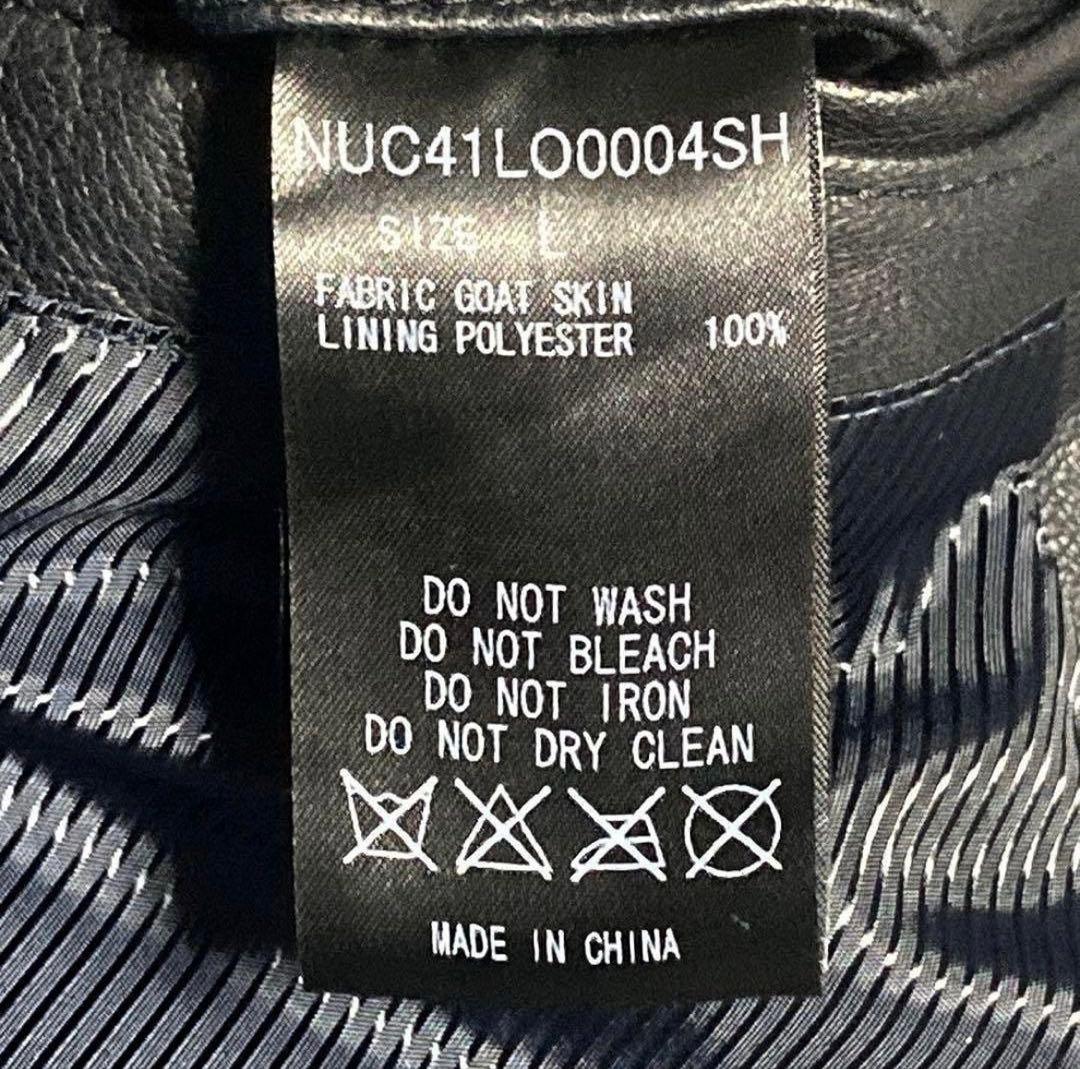 NUC41LO0004SH
SIZE L
FABRIC GOAT SKIN
LINING POLYESTER 100%
DO NOT WASH
DO NOT BLEACH
DO NOT IRON
DO NOT DRY CLEAN
MADE IN CHINA